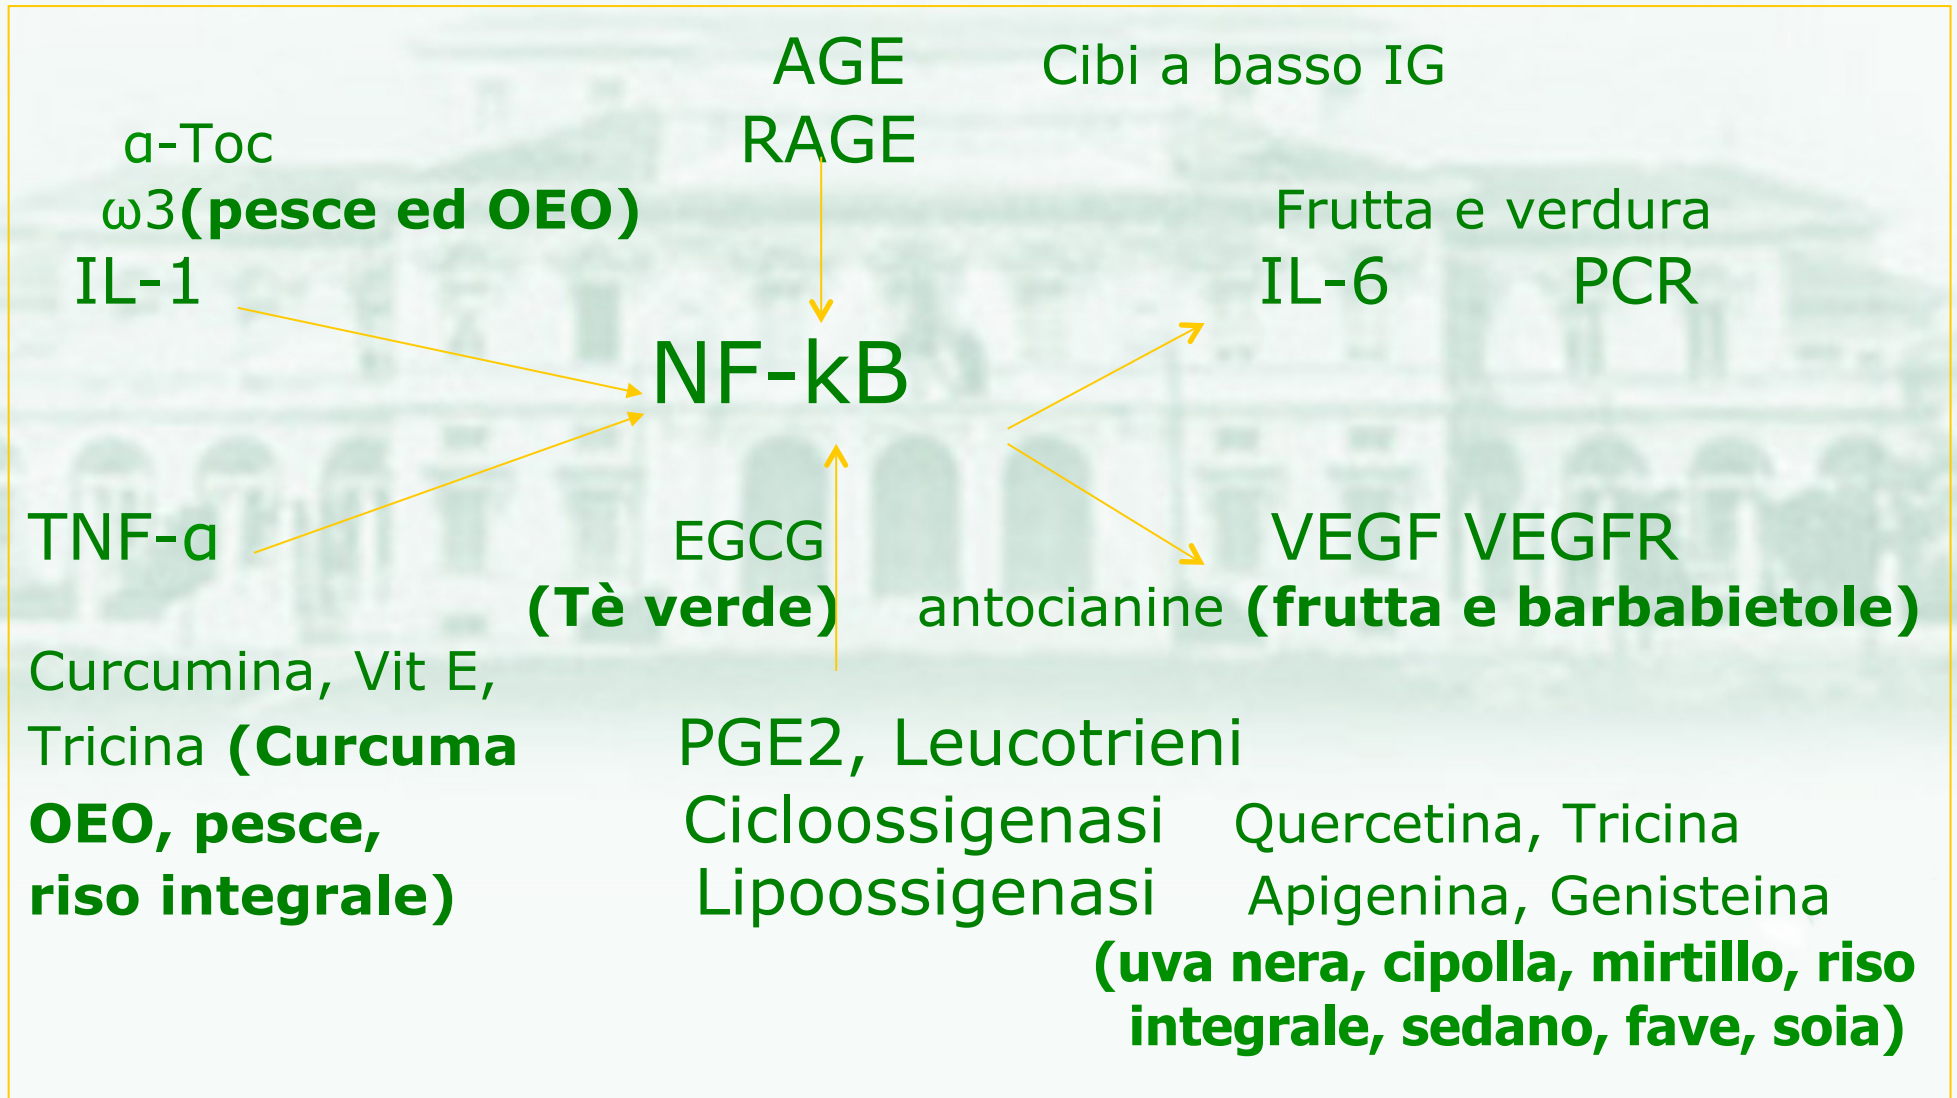 AGE Cibi a basso IG
α-Toc RAGE
ω3(pesce ed OEO) Frutta e verdura
IL-1 IL-6 PCR
NF-kB
TNF-α EGCG VEGF VEGFR
(Tè verde) antocianine (frutta e barbabietole)
Curcumina, Vit E,
Tricina (Curcuma PGE2, Leucotrieni
OEO, pesce, Cicloossigenasi Quercetina, Tricina
riso integrale) Lipoossigenasi Apigenina, Genisteina
(uva nera, cipolla, mirtillo, riso
integrale, sedano, fave, soia)